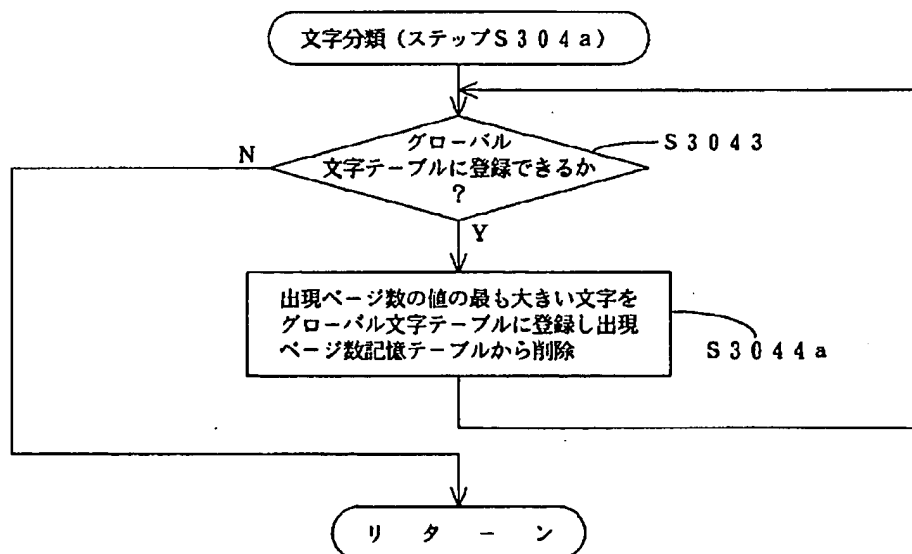 文字分類（ステップＳ３０４ａ）
グローバル
文字テーブルに登録できるか
？
Ｓ３０４３
Ｎ
Ｙ
出現ページ数の値の最も大きい文字を
グローバル文字テーブルに登録し出現
ページ数記憶テーブルから削除
Ｓ３０４４ａ
リターン